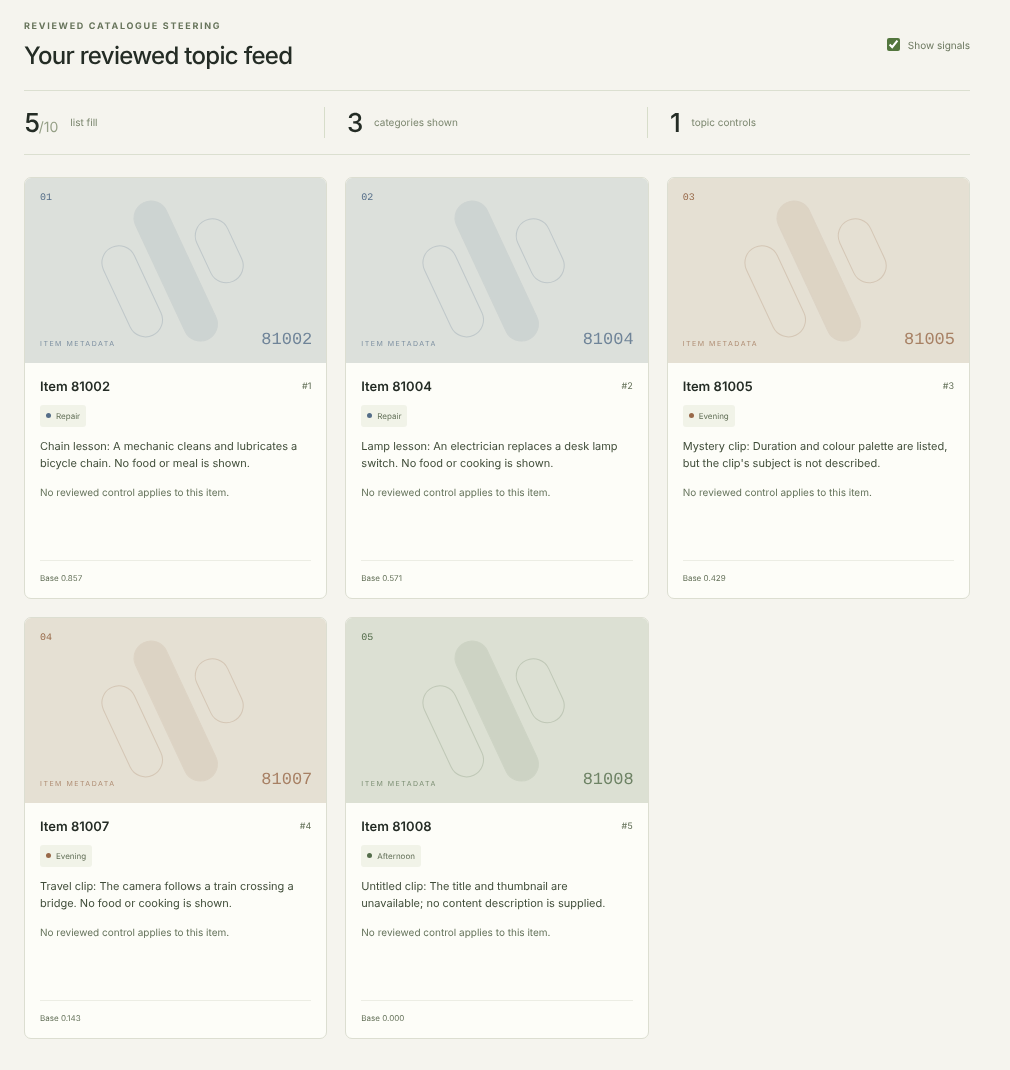 REVIEWED CATALOGUE STEERING
Your reviewed topic feed
Show signals
5/10 list fill
3 categories shown
1 topic controls
01
ITEM METADATA 81002
Item 81002 #1
Repair
Chain lesson: A mechanic cleans and lubricates a
bicycle chain. No food or meal is shown.
No reviewed control applies to this item.
Base 0.857
02
ITEM METADATA 81004
Item 81004 #2
Repair
Lamp lesson: An electrician replaces a desk lamp
switch. No food or cooking is shown.
No reviewed control applies to this item.
Base 0.571
03
ITEM METADATA 81005
Item 81005 #3
Evening
Mystery clip: Duration and colour palette are listed,
but the clip's subject is not described.
No reviewed control applies to this item.
Base 0.429
04
ITEM METADATA 81007
Item 81007 #4
Evening
Travel clip: The camera follows a train crossing a
bridge. No food or cooking is shown.
No reviewed control applies to this item.
Base 0.143
05
ITEM METADATA 81008
Item 81008 #5
Afternoon
Untitled clip: The title and thumbnail are
unavailable; no content description is supplied.
No reviewed control applies to this item.
Base 0.000